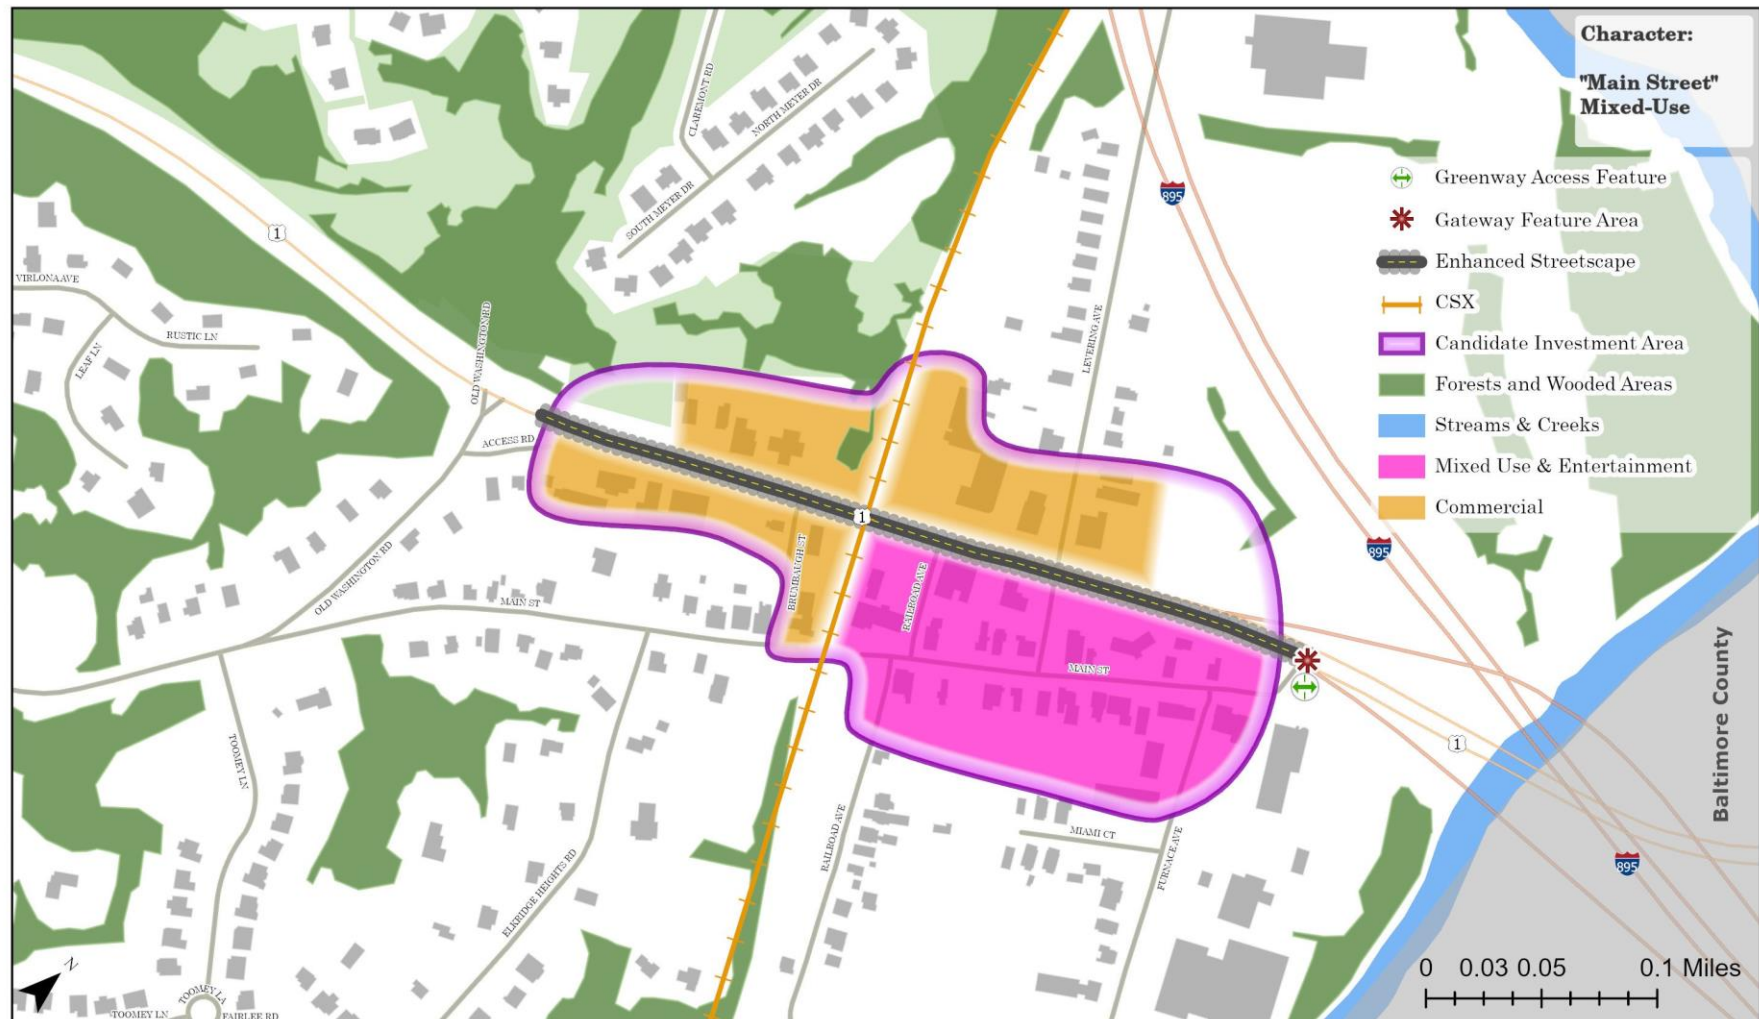 Character:
"Main Street"
Mixed-Use
Greenway Access Feature
Gateway Feature Area
Enhanced Streetscape
CSX
Candidate Investment Area
Forests and Wooded Areas
Streams & Creeks
Mixed Use & Entertainment
Commercial
CLAREMONT RD
NORTH MEYER DR
SOUTH MEYER DR
895
1
VIRLONA AVE
RUSTIC LN
LEAF LN
OLD WASHINGTON RD
LEVERING AVE
ACCESS RD
1
895
BRUMBAUGH ST
RAILROAD AVE
OLD WASHINGTON RD
MAIN ST
MAIN ST
1
Baltimore County
TOOMEY LN
RAILROAD AVE
MIAMI CT
FURNACE AVE
895
ELKRIDGE HEIGHTS RD
N
TOOMEY LA
TOOMEY LN
FAIRLEE RD
0 0.03 0.05 0.1 Miles